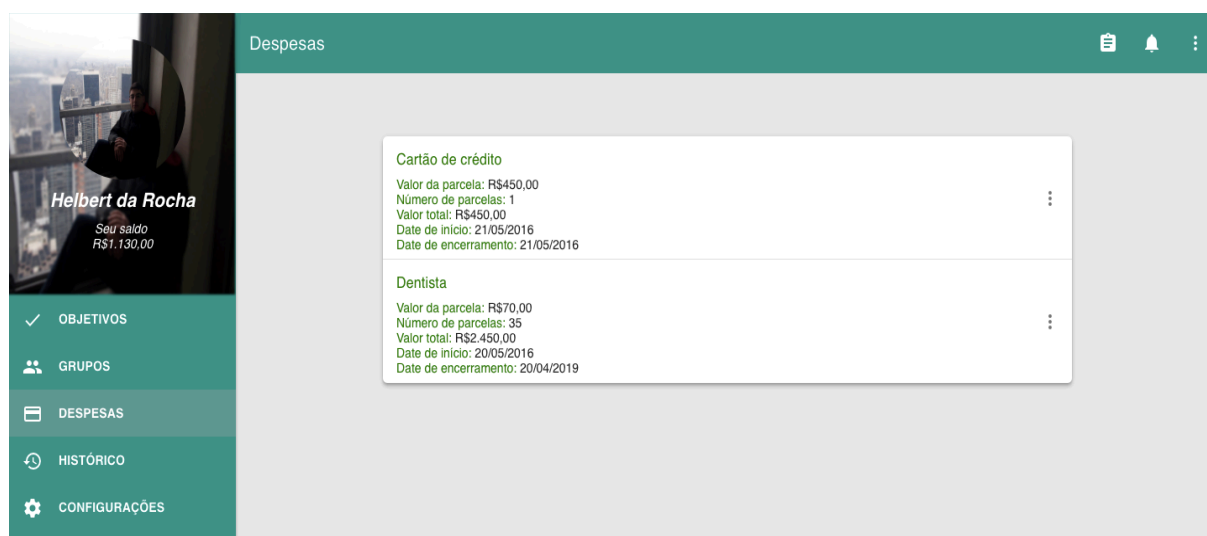 Despesas
Helbert da Rocha
Seu saldo
R$1.130,00
OBJETIVOS
GRUPOS
DESPESAS
HISTÓRICO
CONFIGURAÇÕES
Cartão de crédito
Valor da parcela: R$450,00
Número de parcelas: 1
Valor total: R$450,00
Date de início: 21/05/2016
Date de encerramento: 21/05/2016
Dentista
Valor da parcela: R$70,00
Número de parcelas: 35
Valor total: R$2.450,00
Date de início: 20/05/2016
Date de encerramento: 20/04/2019